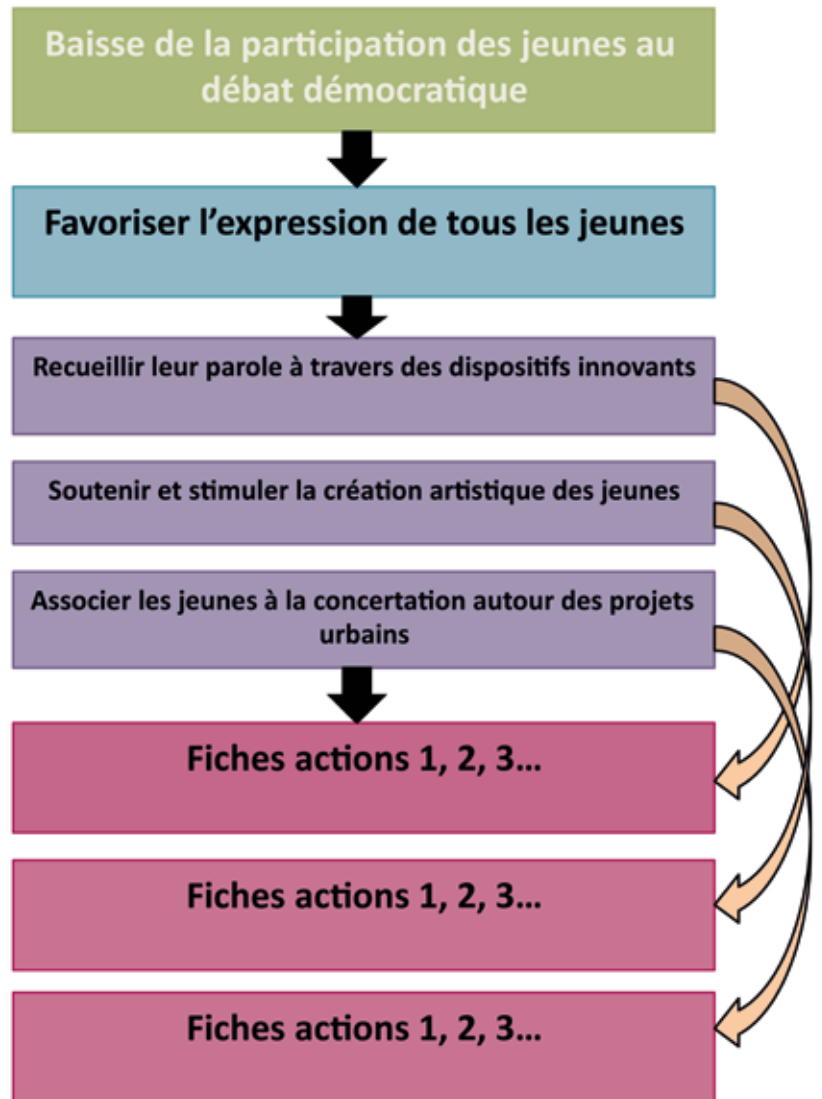 Baisse de la participation des jeunes au
débat démocratique
Favoriser l’expression de tous les jeunes
Recueillir leur parole à travers des dispositifs innovants
Soutenir et stimuler la création artistique des jeunes
Associer les jeunes à la concertation autour des projets
urbains
Fiches actions 1, 2, 3…
Fiches actions 1, 2, 3…
Fiches actions 1, 2, 3…